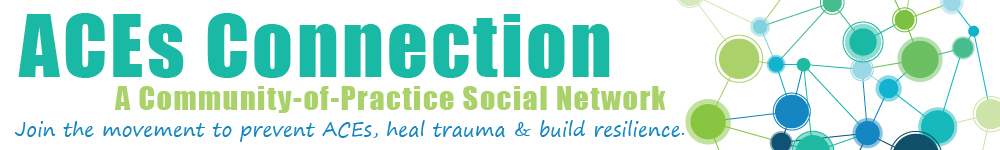 ACEs Connection
A Community-of-Practice Social Network
Join the movement to prevent ACEs, heal trauma & build resilience.